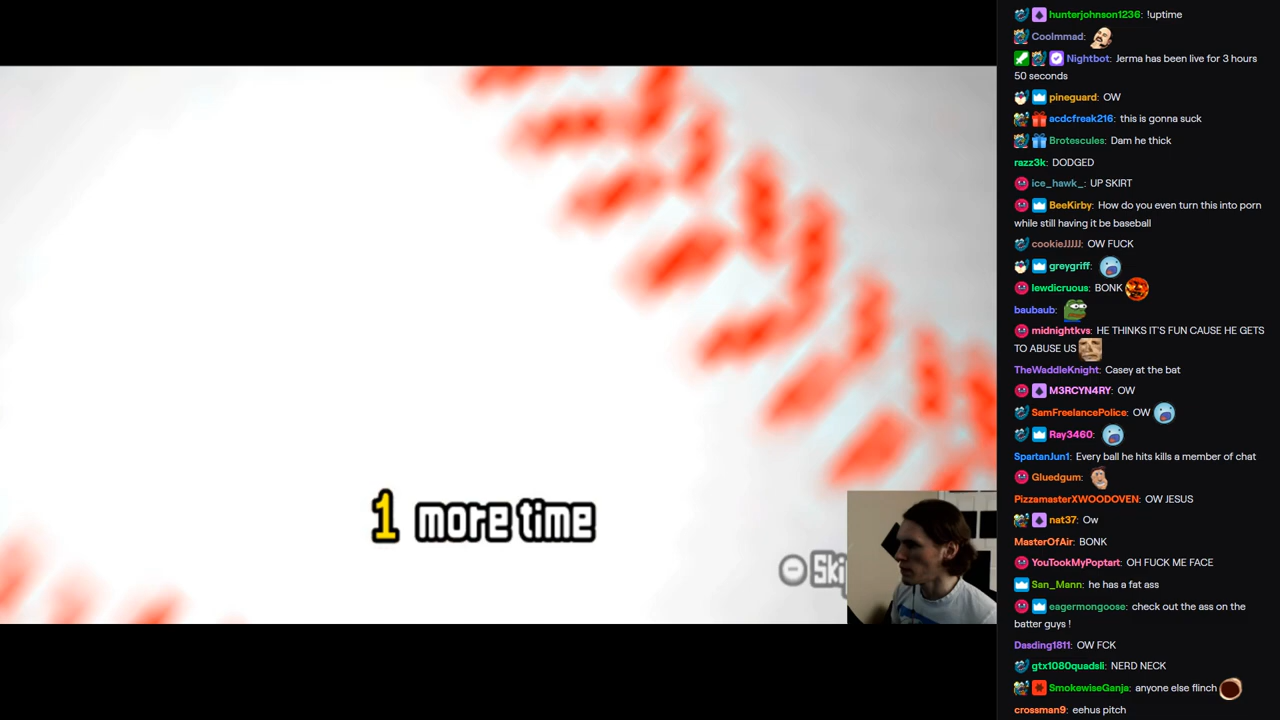 1 more time
Ski
hunterjohnson1236: !uptime
Coolmmad:
Nightbot: Jerma has been live for 3 hours
50 seconds
pineguard: OW
acdcfreak216: this is gonna suck
Brotescules: Dam he thick
razz3k: DODGED
ice_hawk_: UP SKIRT
BeeKirby: How do you even turn this into porn
while still having it be baseball
cookieJJJJJ: OW FUCK
greygriff:
lewdicruous: BONK
baubaub:
midnightkvs: HE THINKS IT'S FUN CAUSE HE GETS
TO ABUSE US
TheWaddleKnight: Casey at the bat
M3RCYN4RY: OW
SamFreelancePolice: OW
Ray3460:
SpartanJun1: Every ball he hits kills a member of chat
Gluedgum:
PizzamasterXWOODOVEN: OW JESUS
nat37: Ow
MasterOfAir: BONK
YouTookMyPoptart: OH FUCK ME FACE
San_Mann: he has a fat ass
eagermongoose: check out the ass on the
batter guys !
Dasding1811: OW FCK
gtx1080quadsli: NERD NECK
SmokewiseGanja: anyone else flinch
crossman9: eehus pitch